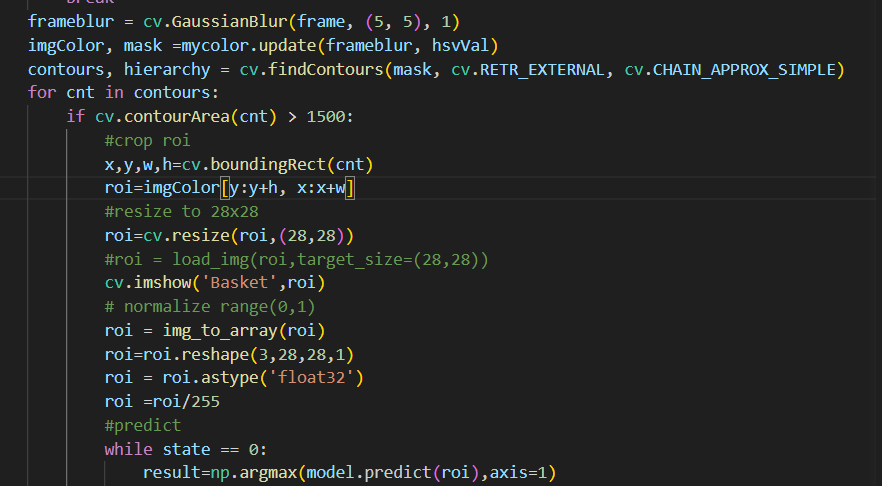 break
frameblur = cv.GaussianBlur(frame, (5, 5), 1)
imgColor, mask =mycolor.update(frameblur, hsvVal)
contours, hierarchy = cv.findContours(mask, cv.RETR_EXTERNAL, cv.CHAIN_APPROX_SIMPLE)
for cnt in contours:
if cv.contourArea(cnt) > 1500:
#crop roi
x,y,w,h=cv.boundingRect(cnt)
roi=imgColor[y:y+h, x:x+w]
#resize to 28x28
roi=cv.resize(roi,(28,28))
#roi = load_img(roi,target_size=(28,28))
cv.imshow('Basket',roi)
# normalize range(0,1)
roi = img_to_array(roi)
roi=roi.reshape(3,28,28,1)
roi = roi.astype('float32')
roi =roi/255
#predict
while state == 0:
result=np.argmax(model.predict(roi),axis=1)